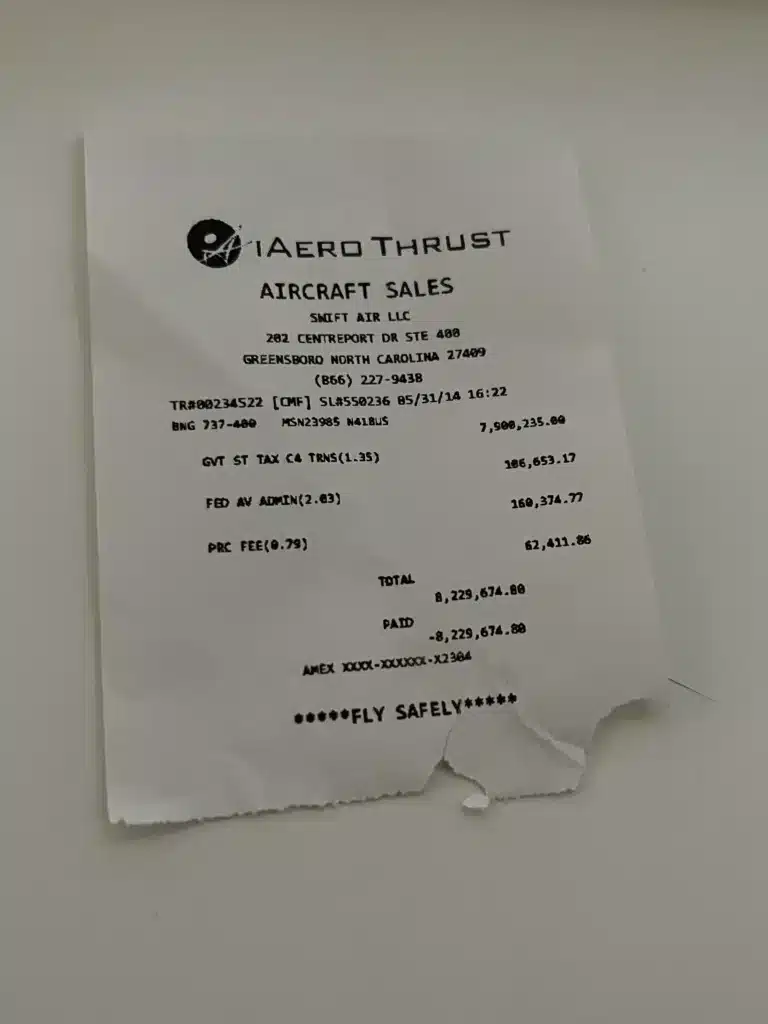 iAero Thrust
AIRCRAFT SALES
SWIFT AIR LLC
202 CENTREPORT DR STE 400
GREENSBORO NORTH CAROLINA 27409
(866) 227-9438
TR#00234522 [CMF] SL#550236 05/31/14 16:22
BNG 737-400 MSN23985 N418US 7,900,235.00
GVT ST TAX C4 TRNS(1.35) 106,653.17
FED AV ADMIN(2.03) 160,374.77
PRC FEE(0.79) 62,411.86
TOTAL
8,229,674.80
PAID
-8,229,674.80
AMEX XXXX-XXXXXX-X2304
*****FLY SAFELY*****